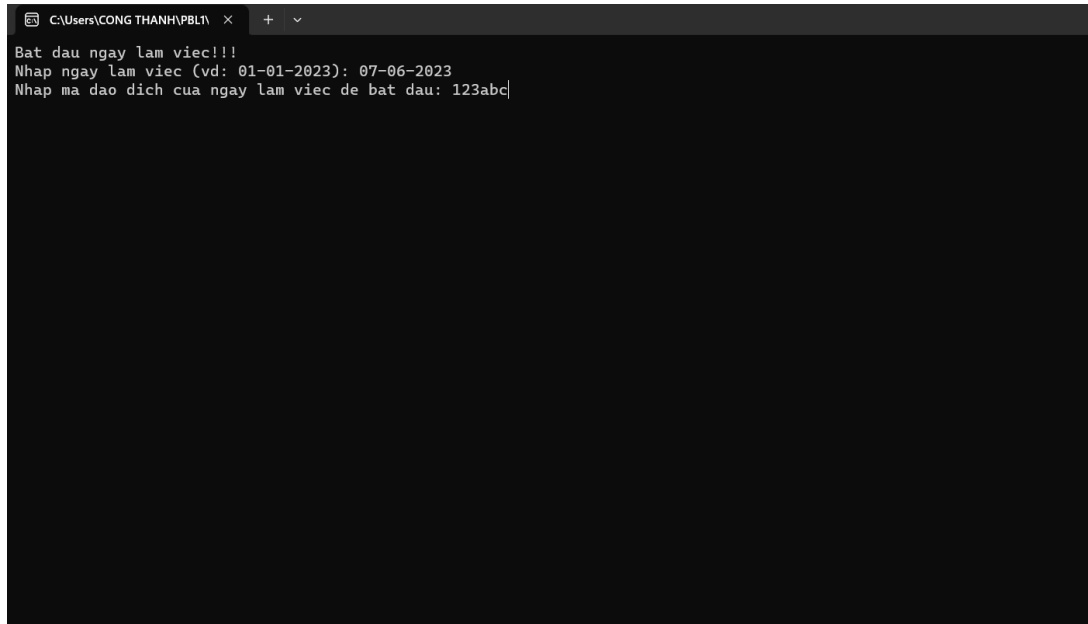 C:\Users\CONG THANH\PBL1\
Bat dau ngay lam viec!!!
Nhap ngay lam viec (vd: 01-01-2023): 07-06-2023
Nhap ma dao dich cua ngay lam viec de bat dau: 123abc